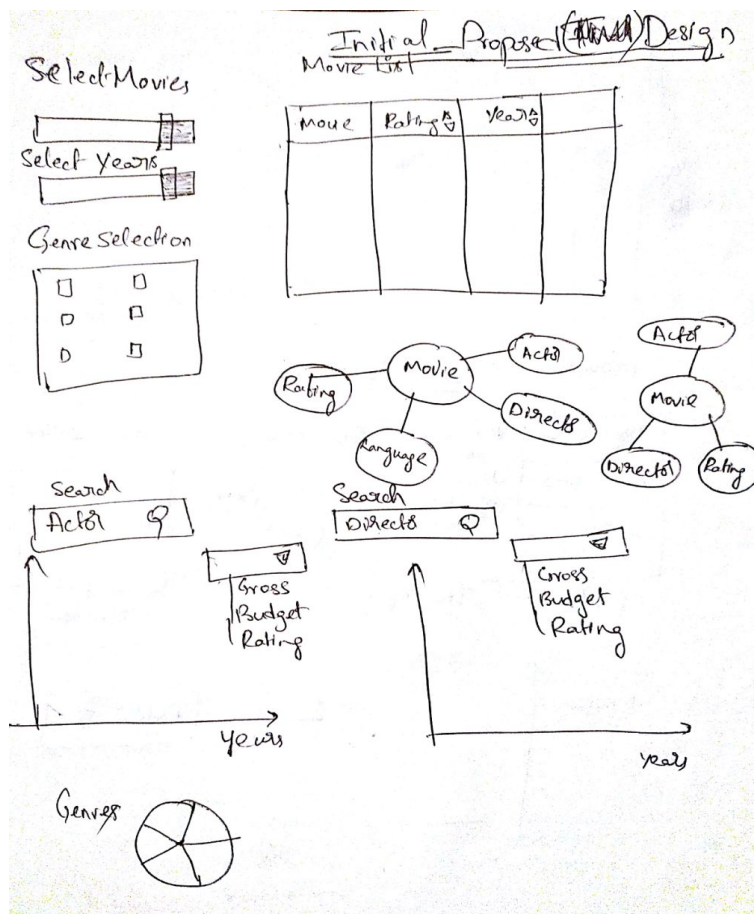 Initial Proposed Design
Select Movies
Movie List
Movie Rating Years
Select Years
Genre Selection
Actor
Movie
Actor
Rating
Movie
Director
Language
Director
Rating
Search
Search
Actor
Director
Gross
Budget
Rating
Gross
Budget
Rating
years
years
Genres